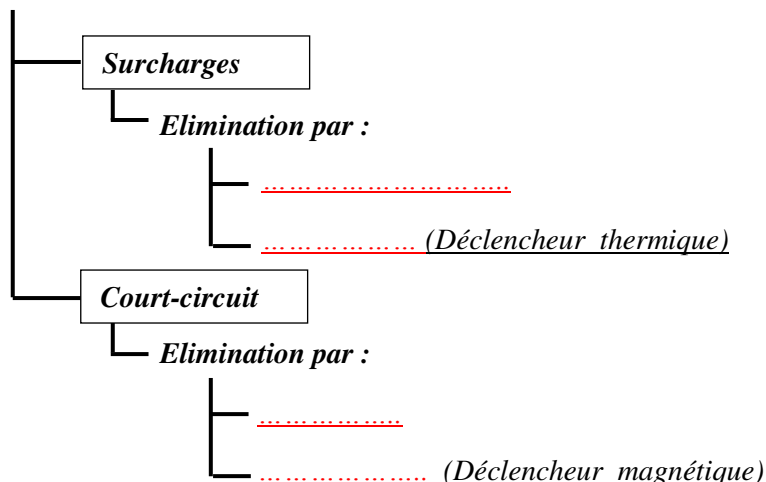 Surcharges
Elimination par :
………………………..
……………… (Déclencheur thermique)
Court-circuit
Elimination par :
……………..
……………….. (Déclencheur magnétique)